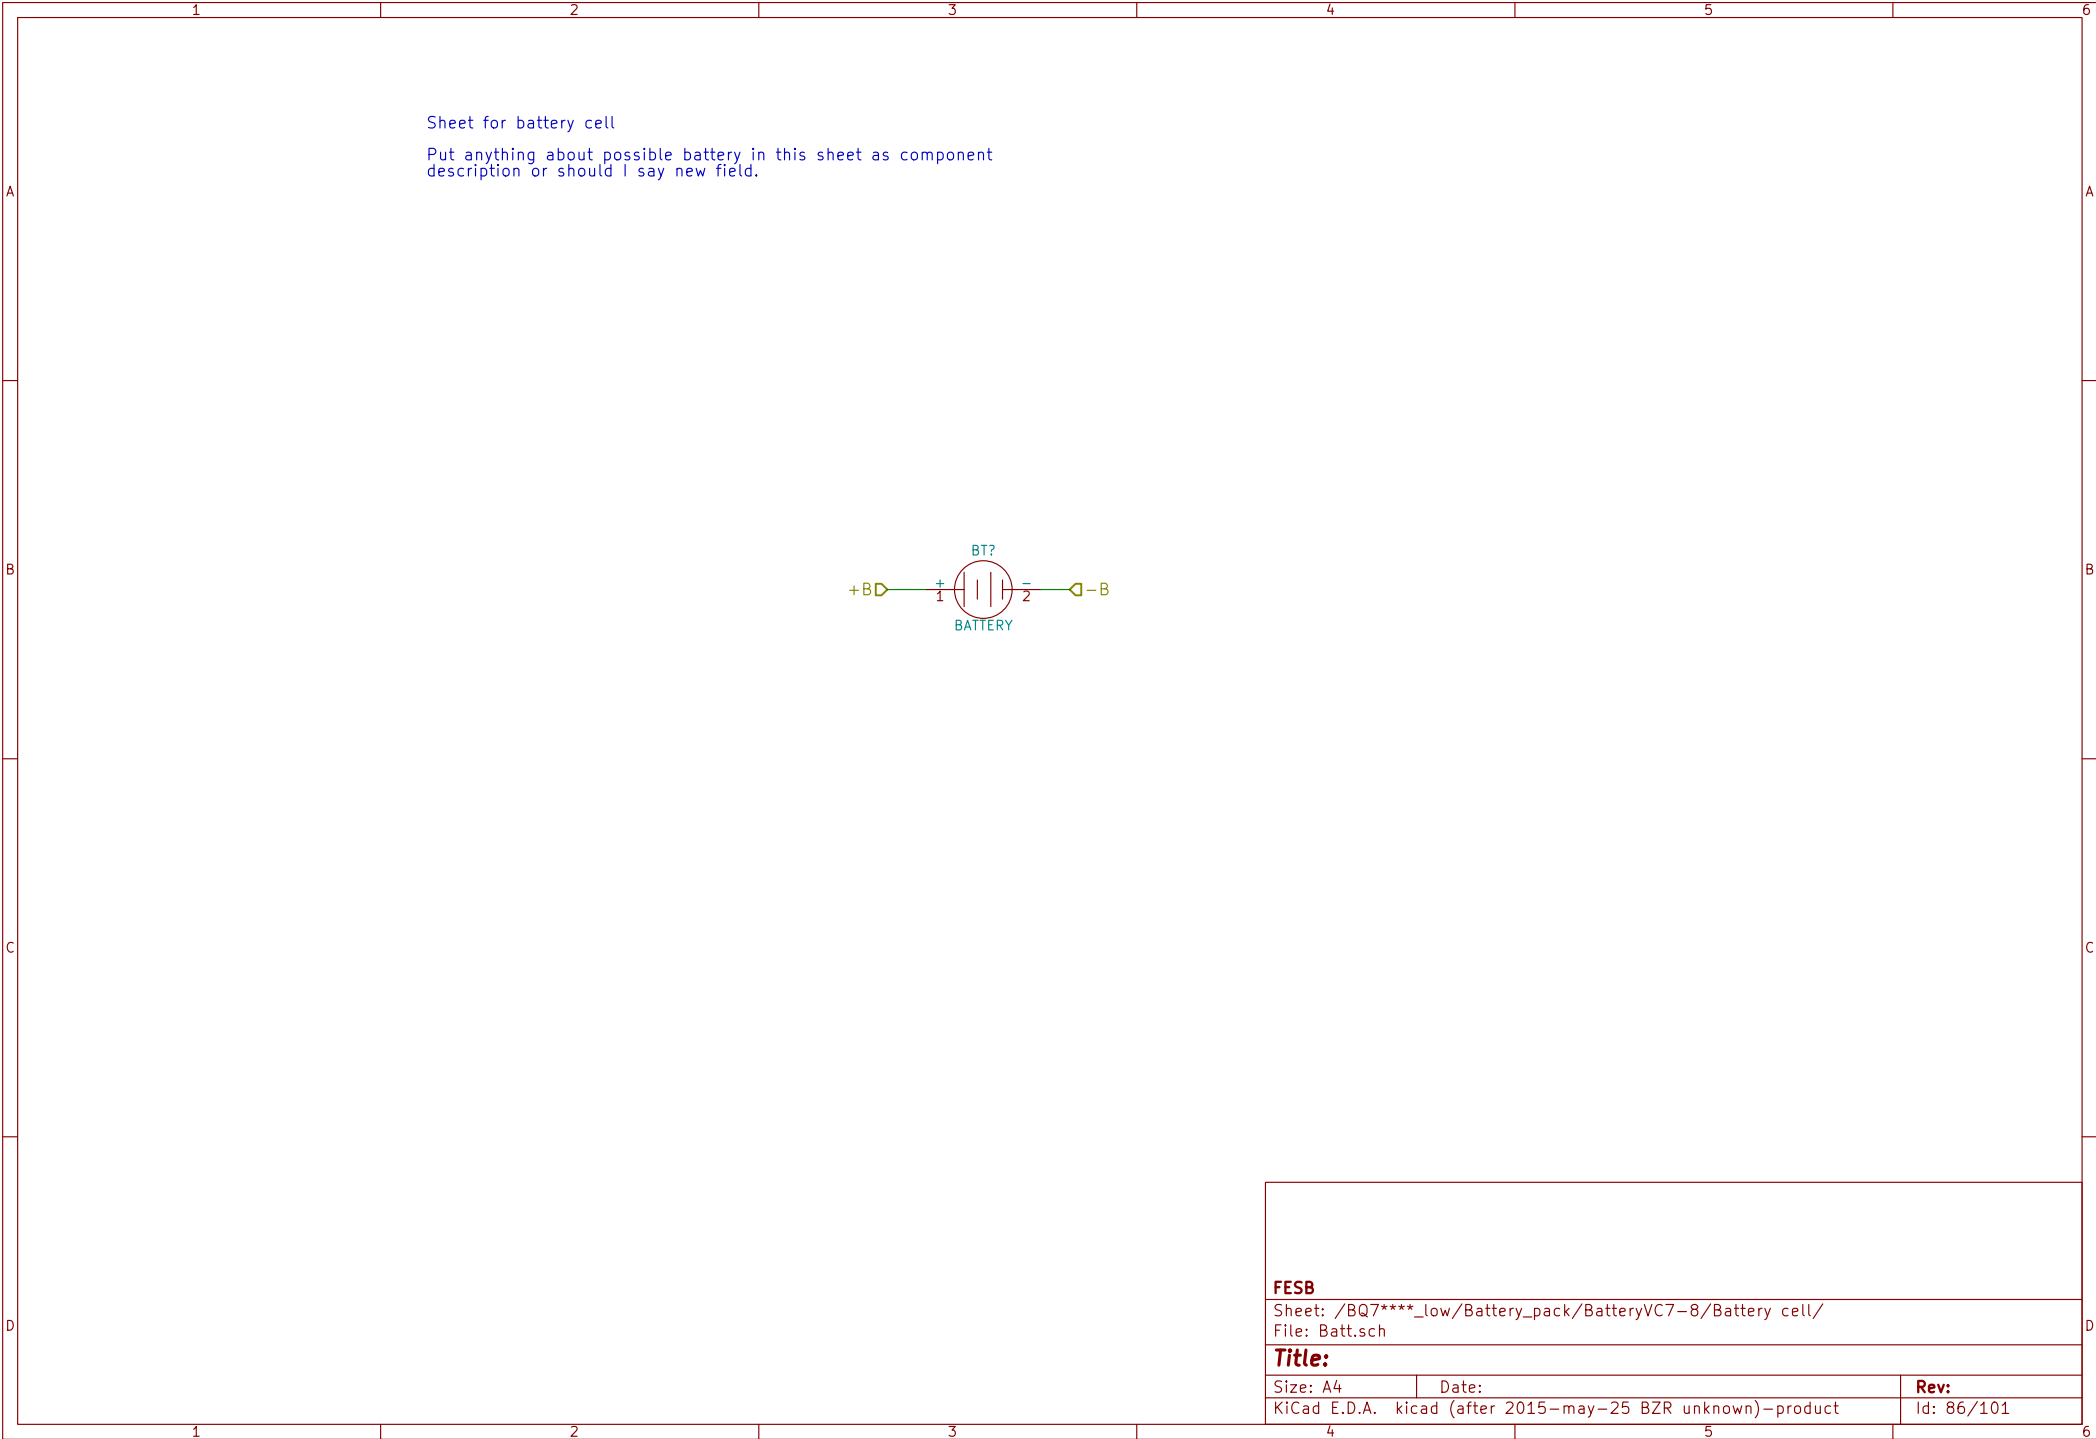 1 2 3 4 5 6
Sheet for battery cell
Put anything about possible battery in this sheet as component
description or should I say new field.
A A
BT?
B B
+B + - -B
1 2
BATTERY
C C
FESB
Sheet: /BQ7****_low/Battery_pack/BatteryVC7-8/Battery cell/
D D
File: Batt.sch
Title:
Size: A4 Date: Rev:
KiCad E.D.A. kicad (after 2015-may-25 BZR unknown)-product Id: 86/101
1 2 3 4 5 6